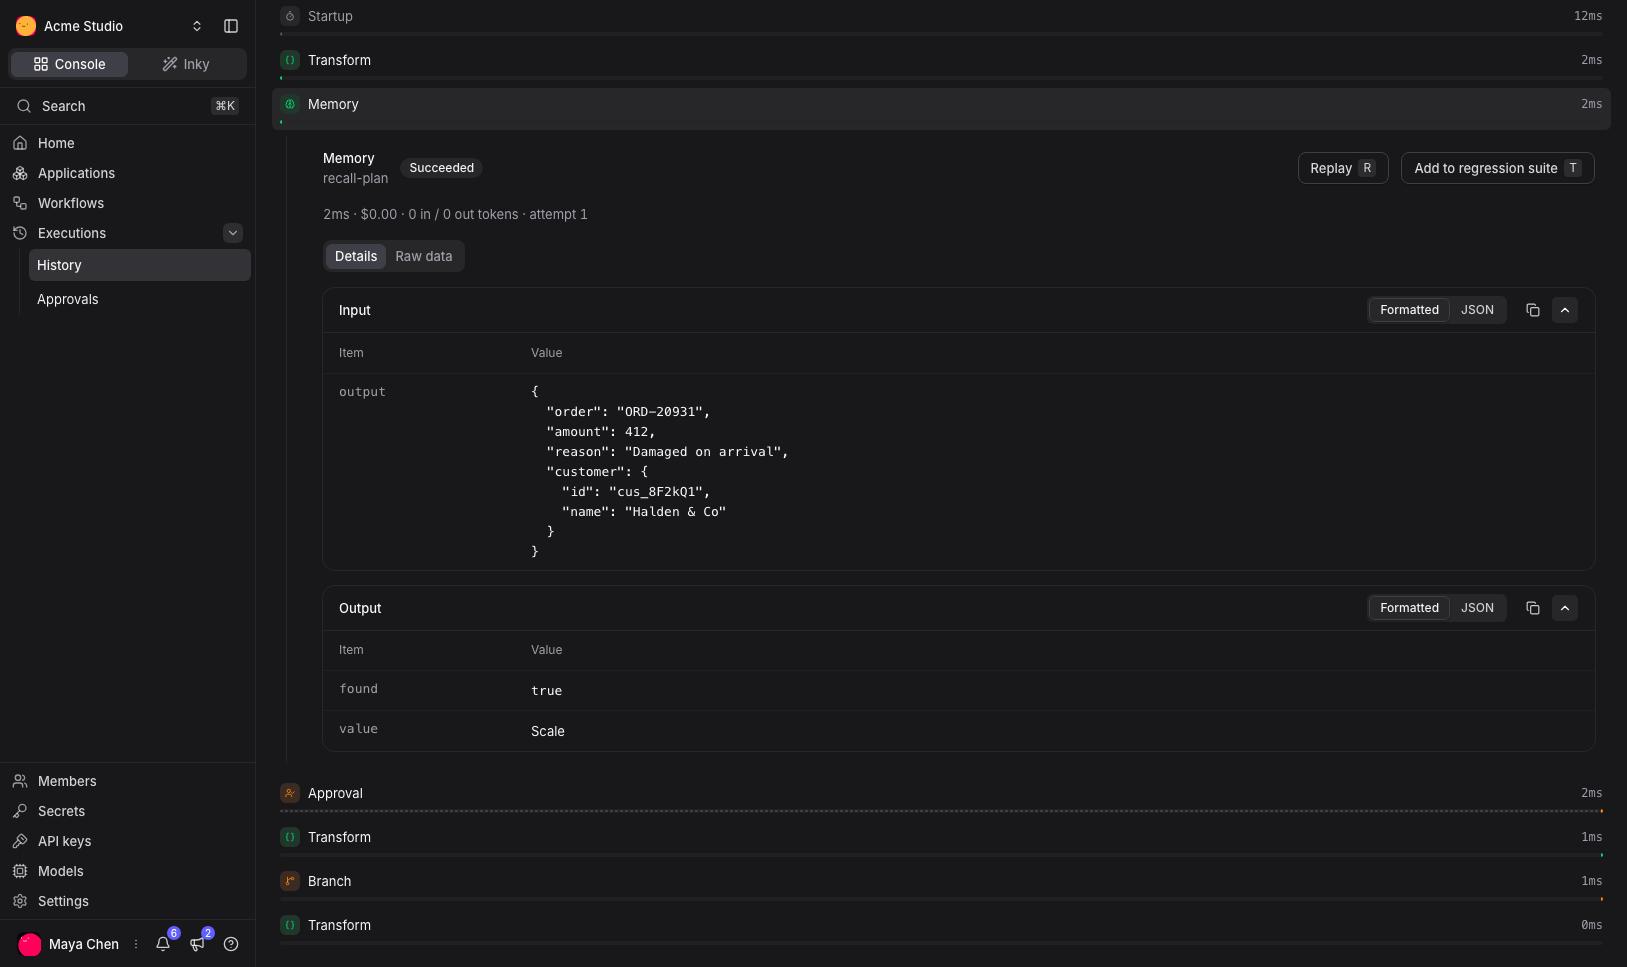 Acme Studio
Console
Inky
Search
⌘K
Home
Applications
Workflows
Executions
History
Approvals
Members
Secrets
API keys
Models
Settings
Maya Chen
6
2
Startup
12ms
Transform
2ms
Memory
2ms
Memory
recall-plan
Succeeded
Replay R
Add to regression suite T
2ms · $0.00 · 0 in / 0 out tokens · attempt 1
Details
Raw data
Input
Formatted
JSON
Item
Value
output
{
"order": "ORD-20931",
"amount": 412,
"reason": "Damaged on arrival",
"customer": {
"id": "cus_8F2kQ1",
"name": "Halden & Co"
}
}
Output
Formatted
JSON
Item
Value
found
true
value
Scale
Approval
2ms
Transform
1ms
Branch
1ms
Transform
0ms